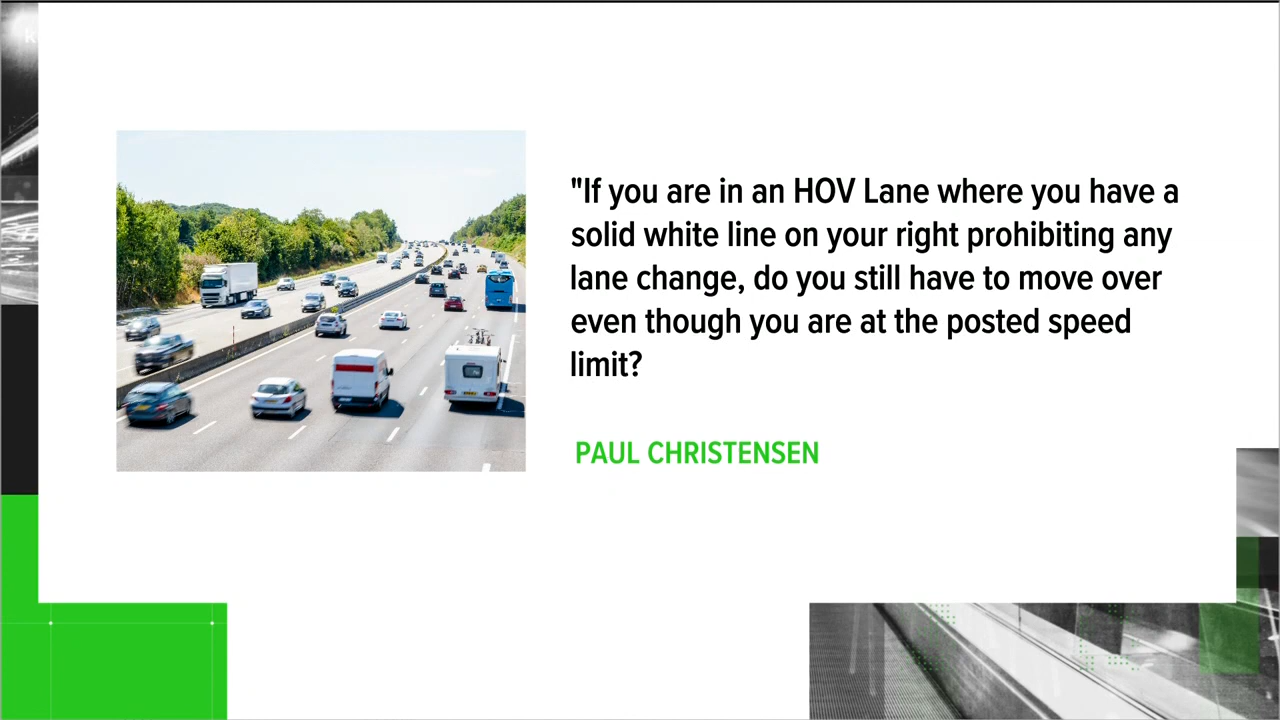 "If you are in an HOV Lane where you have a
solid white line on your right prohibiting any
lane change, do you still have to move over
even though you are at the posted speed
limit?
PAUL CHRISTENSEN